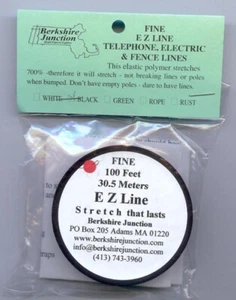 Berkshire
Junction
FINE
E Z LINE
TELEPHONE, ELECTRIC
& FENCE LINES
This elastic polymer stretches
700% -therefore it will stretch - not breaking lines or poles
when bumped. Don't have empty poles - dare to have lines.
WHITE BLACK GREEN ROPE RUST
FINE
100 Feet
30.5 Meters
E Z Line
Stretch that lasts
Berkshire Junction
PO Box 205 Adams MA 01220
www.berkshirejunction.com
info@berkshirejunction.com
(413) 743-3960